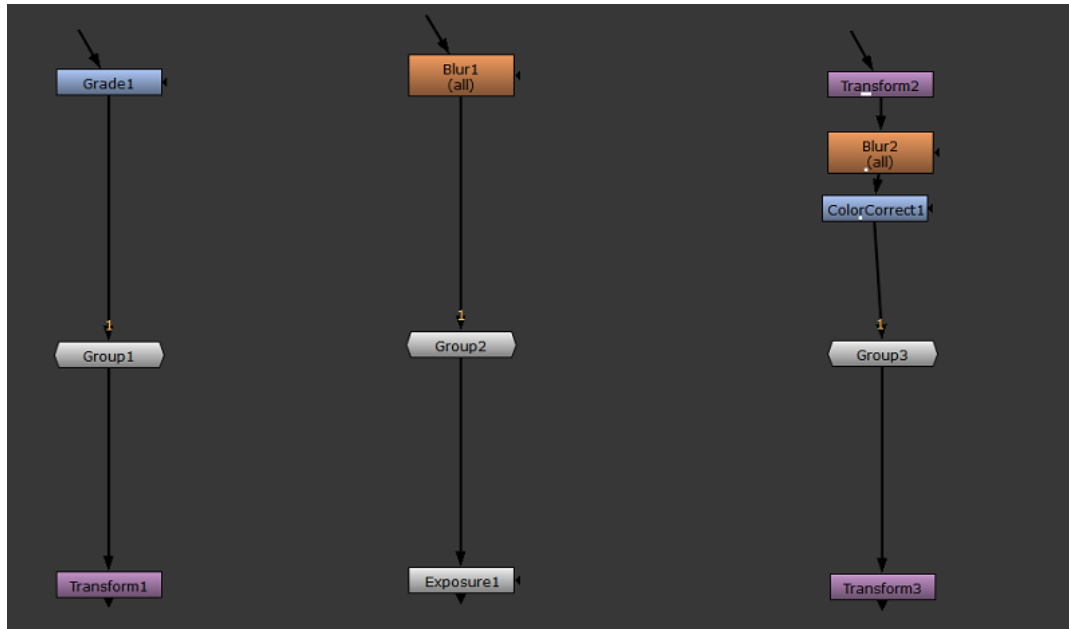 Grade1
1
Group1
Transform1
Blur1
(all)
1
Group2
Exposure1
Transform2
Blur2
(all)
ColorCorrect1
1
Group3
Transform3